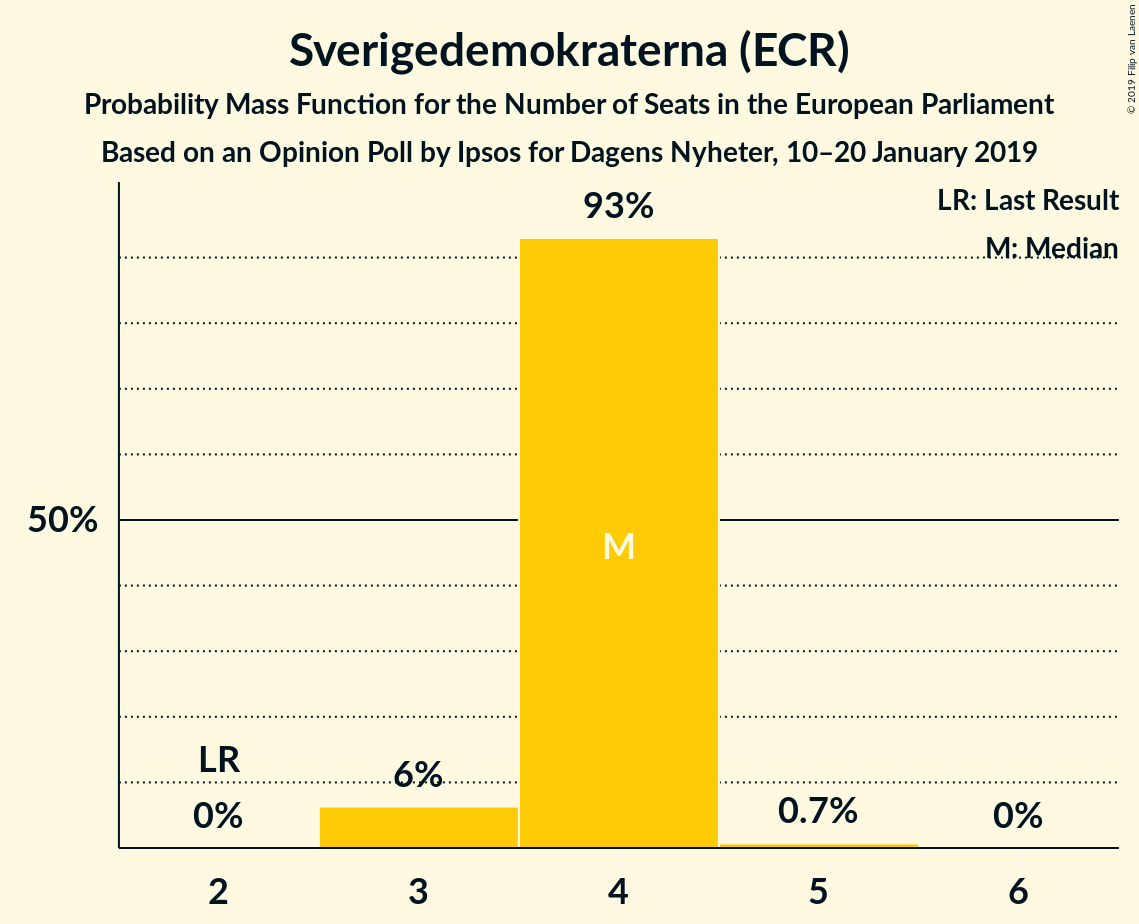 Sverigedemokraterna (ECR)
Probability Mass Function for the Number of Seats in the European Parliament
Based on an Opinion Poll by Ipsos for Dagens Nyheter, 10–20 January 2019
© 2019 Filip van Laenen
LR: Last Result
M: Median
93%
50%
M
LR
0%
6%
0.7%
0%
2 3 4 5 6